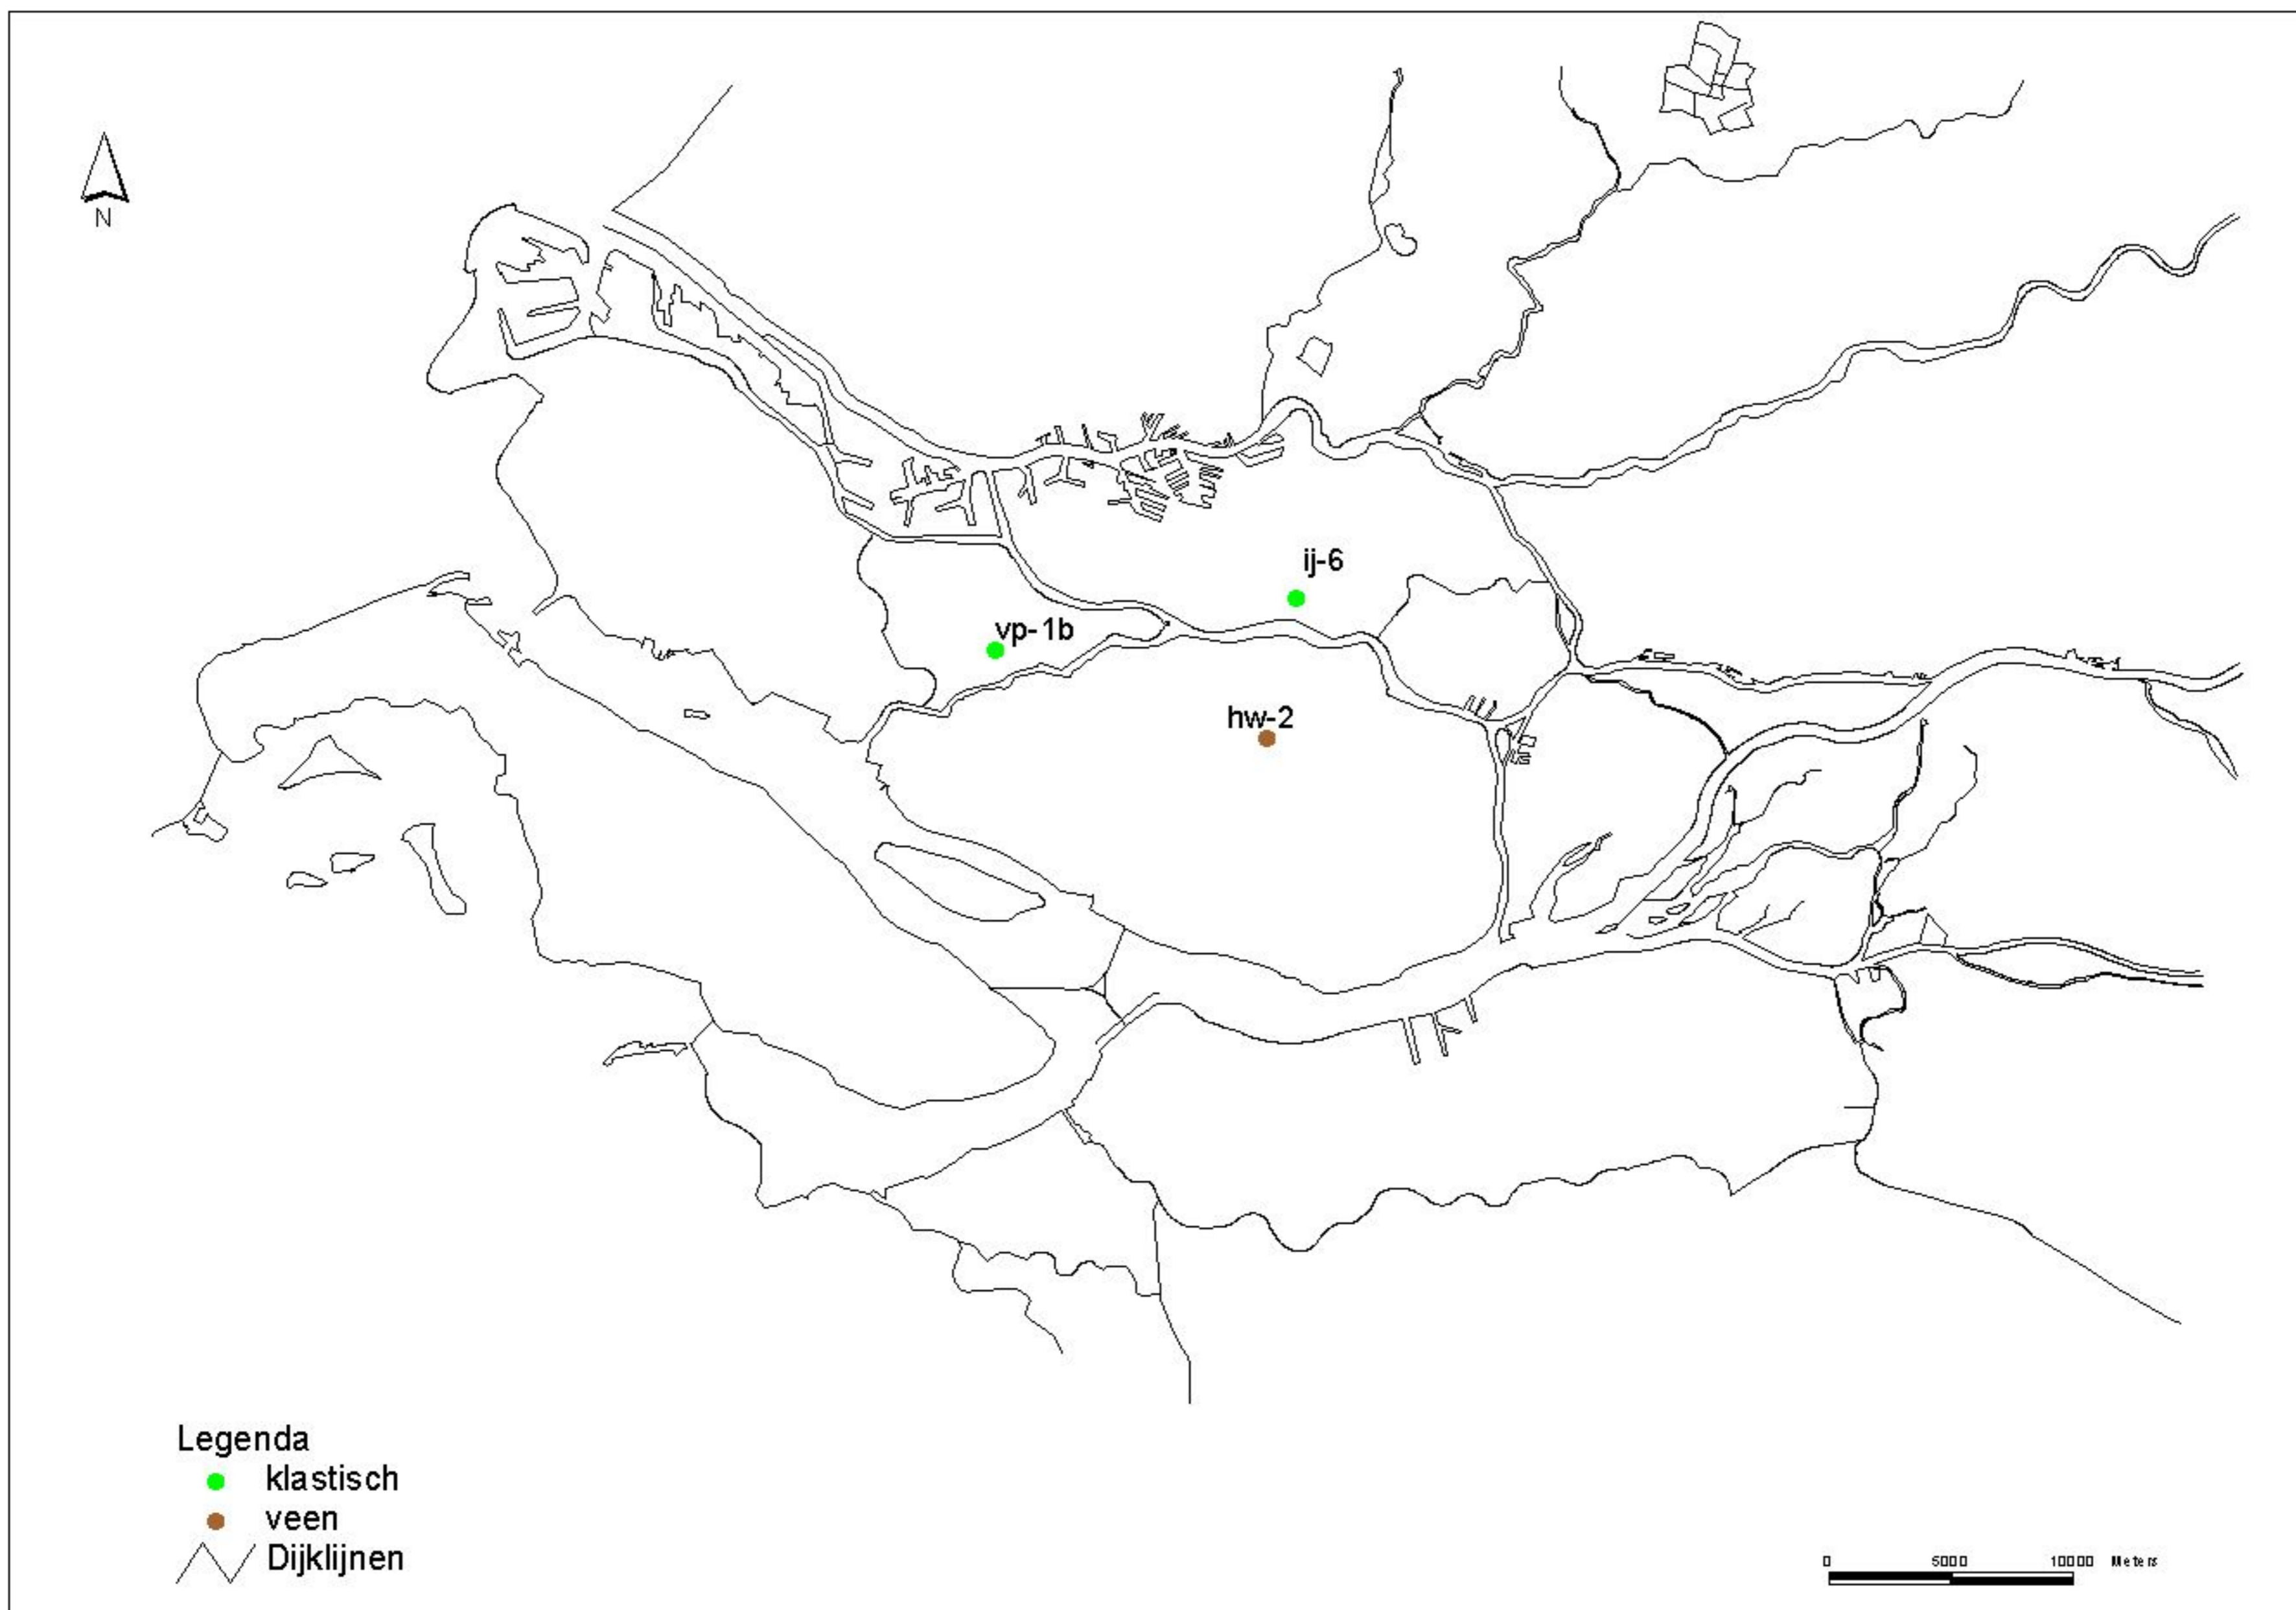 N
ij-6
vp-1b
hw-2
Legenda
klastisch
veen
Dijklijnen
0 5000 10000 Meters